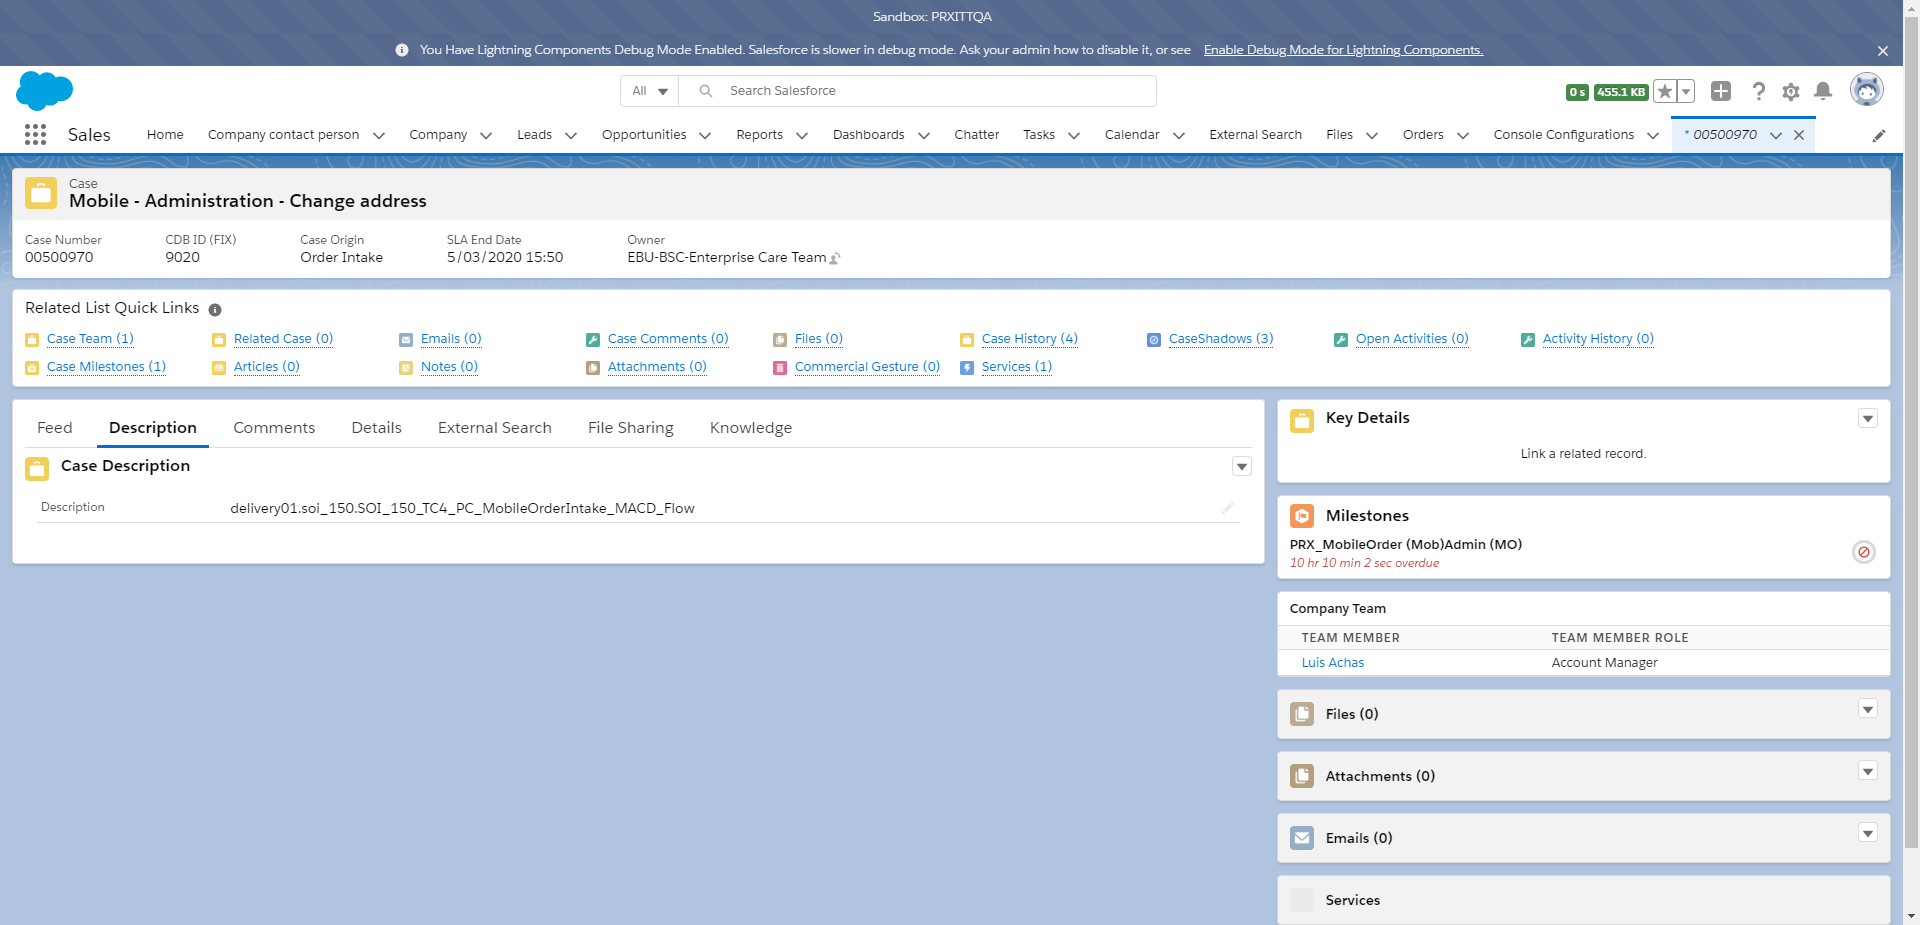 Sandbox: PRXITTQA
You Have Lightning Components Debug Mode Enabled. Salesforce is slower in debug mode. Ask your admin how to disable it, or see Enable Debug Mode for Lightning Components.
All Search Salesforce
0 s 455.1 KB
Sales Home Company contact person Company Leads Opportunities Reports Dashboards Chatter Tasks Calendar External Search Files Orders Console Configurations * 00500970
Case
Mobile - Administration - Change address
Case Number CDB ID (FIX) Case Origin SLA End Date Owner
00500970 9020 Order Intake 5/03/2020 15:50 EBU-BSC-Enterprise Care Team
Related List Quick Links
Case Team (1) Related Case (0) Emails (0) Case Comments (0) Files (0) Case History (4) CaseShadows (3) Open Activities (0) Activity History (0)
Case Milestones (1) Articles (0) Notes (0) Attachments (0) Commercial Gesture (0) Services (1)
Feed Description Comments Details External Search File Sharing Knowledge
Case Description
Description delivery01.soi_150.SOI_150_TC4_PC_MobileOrderIntake_MACD_Flow
Key Details
Link a related record.
Milestones
PRX_MobileOrder (Mob)Admin (MO)
10 hr 10 min 2 sec overdue
Company Team
TEAM MEMBER TEAM MEMBER ROLE
Luis Achas Account Manager
Files (0)
Attachments (0)
Emails (0)
Services